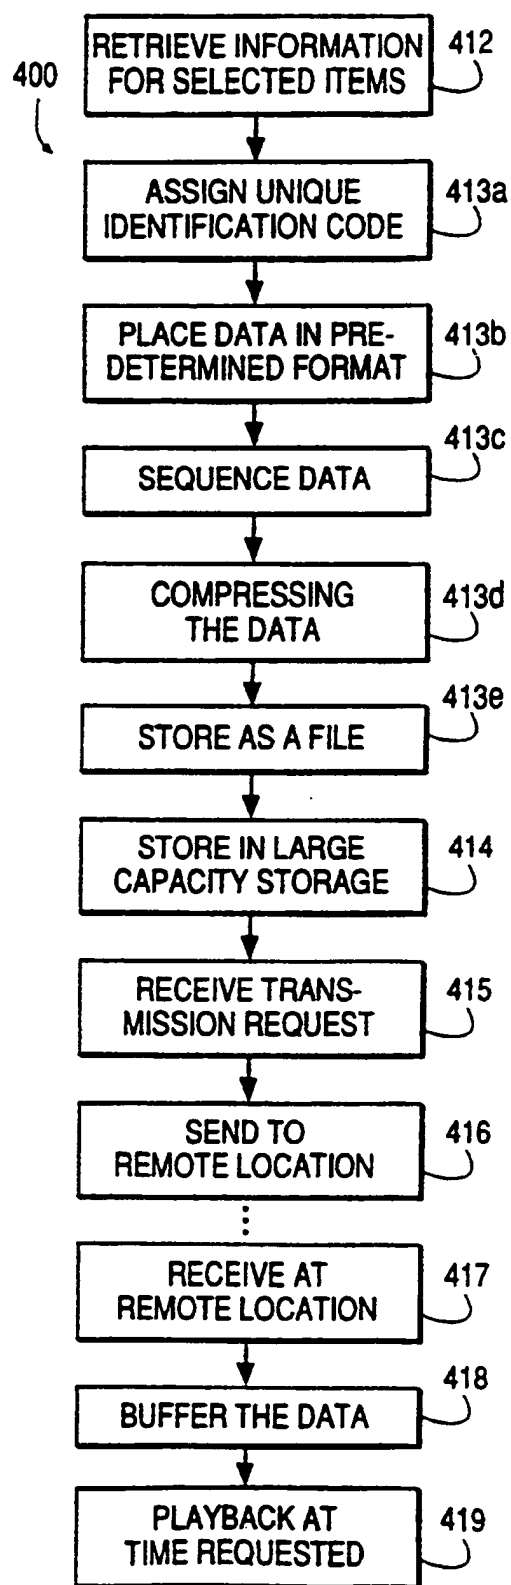 400
RETRIEVE INFORMATION
FOR SELECTED ITEMS
412
ASSIGN UNIQUE
IDENTIFICATION CODE
413a
PLACE DATA IN PRE-
DETERMINED FORMAT
413b
SEQUENCE DATA
413c
COMPRESSING
THE DATA
413d
STORE AS A FILE
413e
STORE IN LARGE
CAPACITY STORAGE
414
RECEIVE TRANS-
MISSION REQUEST
415
SEND TO
REMOTE LOCATION
416
RECEIVE AT
REMOTE LOCATION
417
BUFFER THE DATA
418
PLAYBACK AT
TIME REQUESTED
419